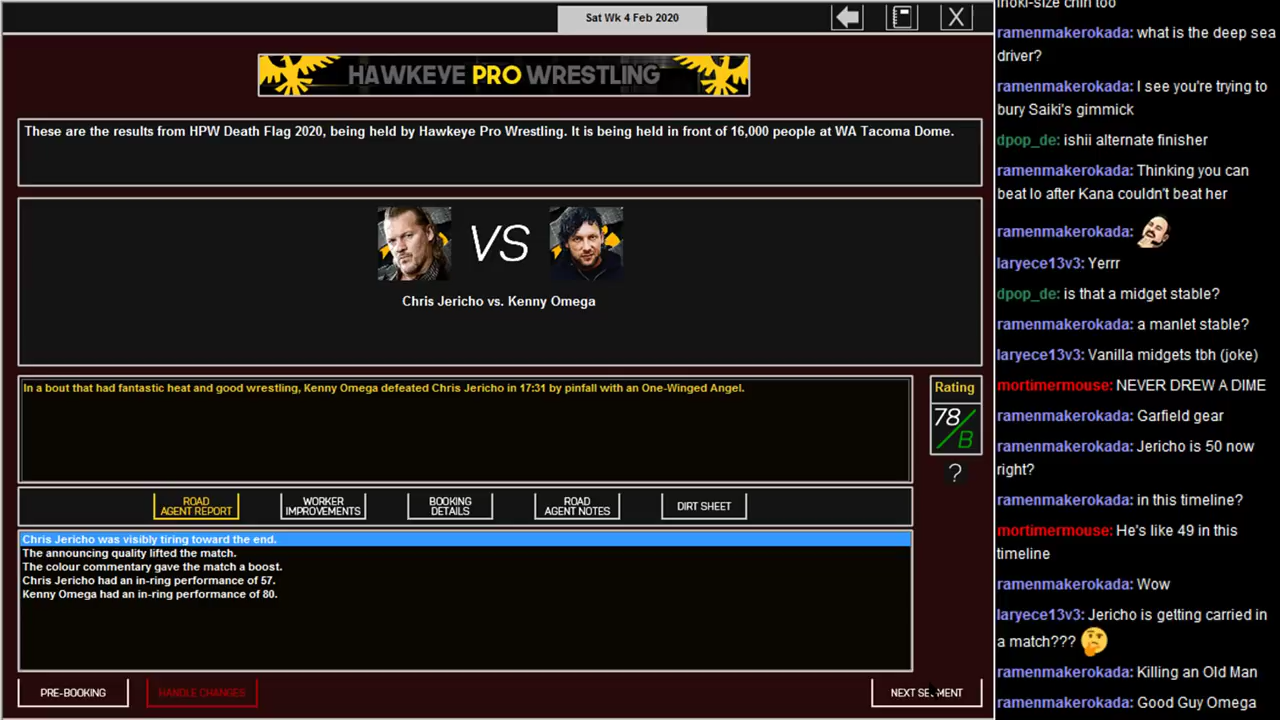 Sat Wk 4 Feb 2020
HAWKEYE PRO WRESTLING
These are the results from HPW Death Flag 2020, being held by Hawkeye Pro Wrestling. It is being held in front of 16,000 people at WA Tacoma Dome.
VS
Chris Jericho vs. Kenny Omega
In a bout that had fantastic heat and good wrestling, Kenny Omega defeated Chris Jericho in 17:31 by pinfall with an One-Winged Angel.
Rating
78
B
?
ROAD
AGENT REPORT
WORKER
IMPROVEMENTS
BOOKING
DETAILS
ROAD
AGENT NOTES
DIRT SHEET
Chris Jericho was visibly tiring toward the end.
The announcing quality lifted the match.
The colour commentary gave the match a boost.
Chris Jericho had an in-ring performance of 57.
Kenny Omega had an in-ring performance of 80.
PRE-BOOKING
HANDLE CHANGES
NEXT SEGMENT
inoki-size chin too
ramenmakerokada: what is the deep sea
driver?
ramenmakerokada: I see you're trying to
bury Saiki's gimmick
dpop_de: ishii alternate finisher
ramenmakerokada: Thinking you can
beat Io after Kana couldn't beat her
ramenmakerokada:
laryece13v3: Yerrr
dpop_de: is that a midget stable?
ramenmakerokada: a manlet stable?
laryece13v3: Vanilla midgets tbh (joke)
mortimermouse: NEVER DREW A DIME
ramenmakerokada: Garfield gear
ramenmakerokada: Jericho is 50 now
right?
ramenmakerokada: in this timeline?
mortimermouse: He's like 49 in this
timeline
ramenmakerokada: Wow
laryece13v3: Jericho is getting carried in
a match???
ramenmakerokada: Killing an Old Man
ramenmakerokada: Good Guy Omega